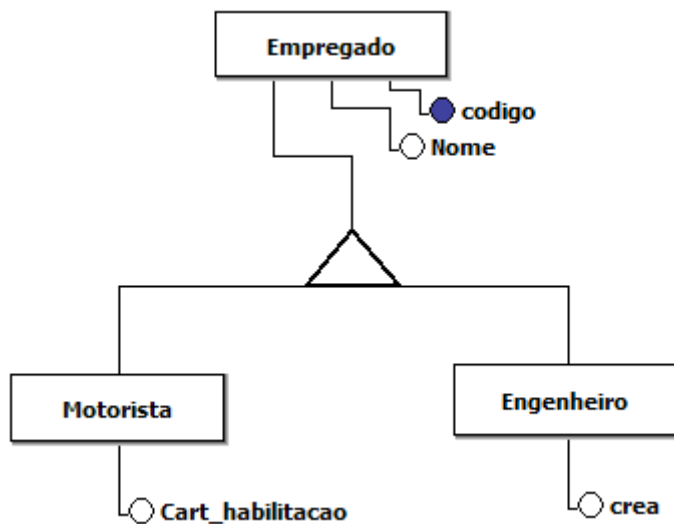 Empregado
codigo
Nome
Motorista
Engenheiro
Cart_habilitacao
crea